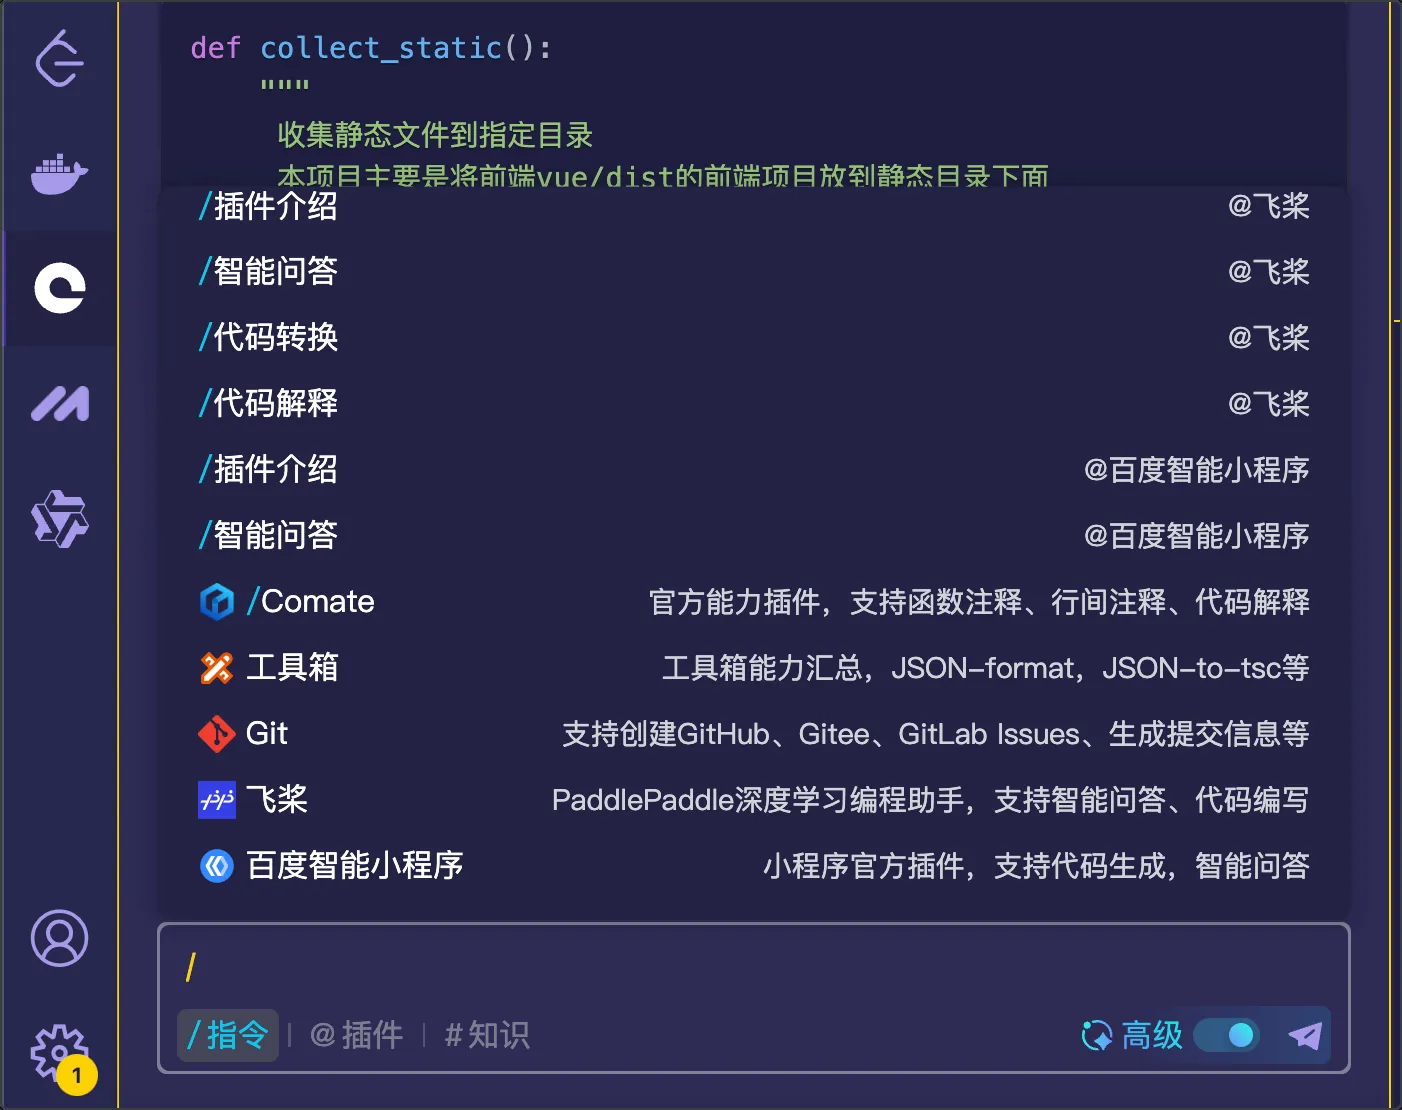 def collect_static():
"""
收集静态文件到指定目录
本项目主要是将前端vue/dist的前端项目放到静态目录下面
/插件介绍 @飞桨
/智能问答 @飞桨
/代码转换 @飞桨
/代码解释 @飞桨
/插件介绍 @百度智能小程序
/智能问答 @百度智能小程序
/Comate 官方能力插件，支持函数注释、行间注释、代码解释
工具箱 工具箱能力汇总，JSON-format，JSON-to-tsc等
Git 支持创建GitHub、Gitee、GitLab Issues、生成提交信息等
飞桨 PaddlePaddle深度学习编程助手，支持智能问答、代码编写
百度智能小程序 小程序官方插件，支持代码生成，智能问答
/
/指令 | @插件 | #知识 高级
1